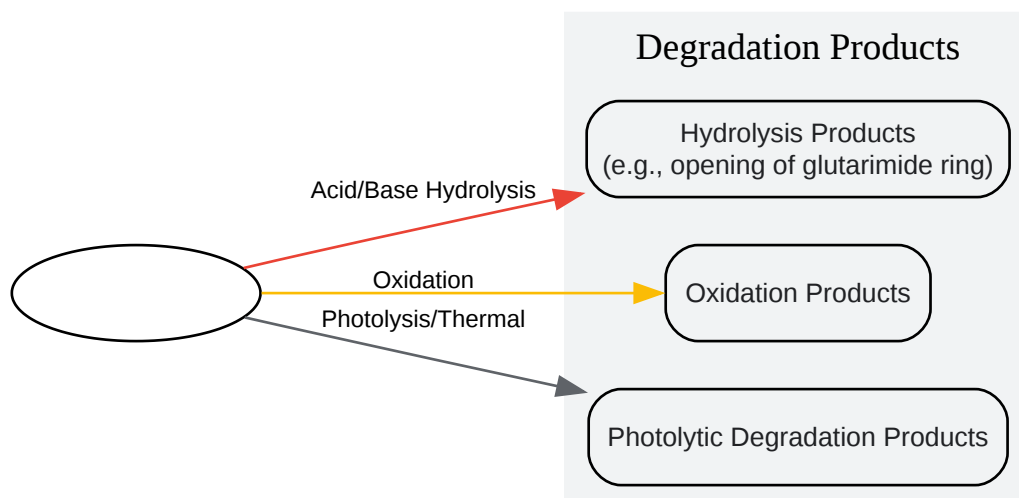 Degradation Products
Hydrolysis Products
(e.g., opening of glutarimide ring)
Acid/Base Hydrolysis
Oxidation
Oxidation Products
Photolysis/Thermal
Photolytic Degradation Products